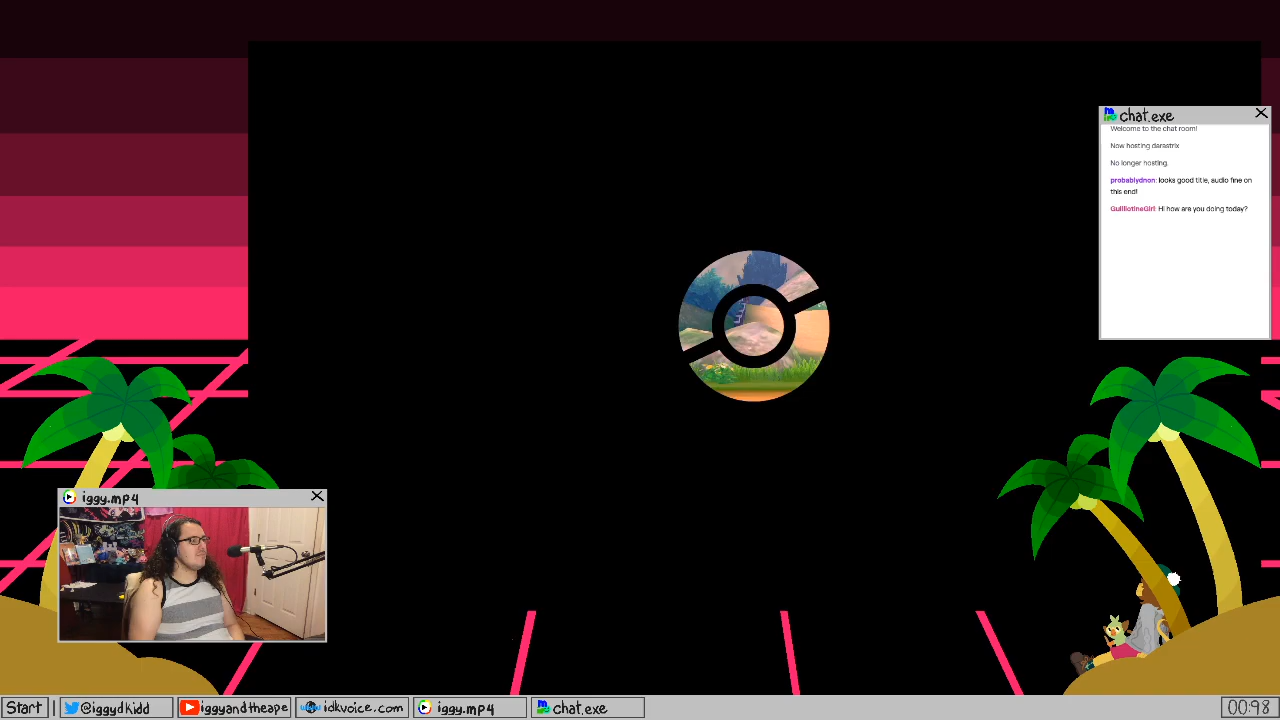 chat.exe
Welcome to the chat room!
Now hosting darastrix
No longer hosting.
probablydnon: looks good title, audio fine on
this end!
GuilliotineGirl: Hi how are you doing today?
iggy.mp4
Start | @iggydkidd iggyandtheape idkvoice.com iggy.mp4 chat.exe 00:98